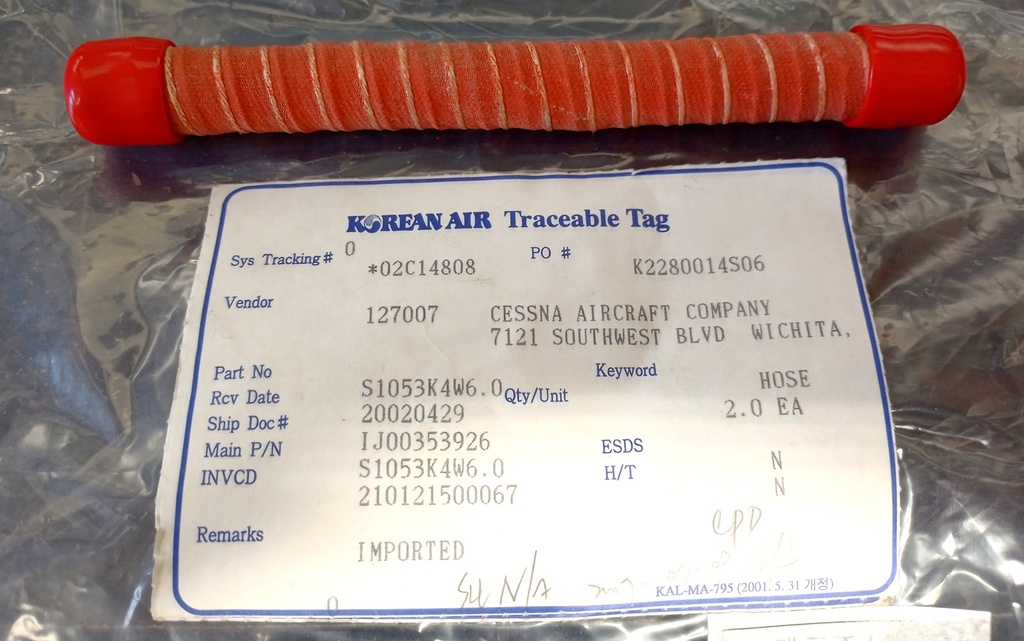 KOREAN AIR Traceable Tag
Sys Tracking# 0 *02C14808 PO # K2280014S06
Vendor 127007 CESSNA AIRCRAFT COMPANY
7121 SOUTHWEST BLVD WICHITA,
Part No S1053K4W6.0 Keyword HOSE
Rcv Date 20020429 Qty/Unit 2.0 EA
Ship Doc# IJ00353926
Main P/N S1053K4W6.0 ESDS N
INVCD 210121500067 H/T N
Remarks IMPORTED
CPD
N/A
0 KAL-MA-795 (2001. 5. 31 개정)